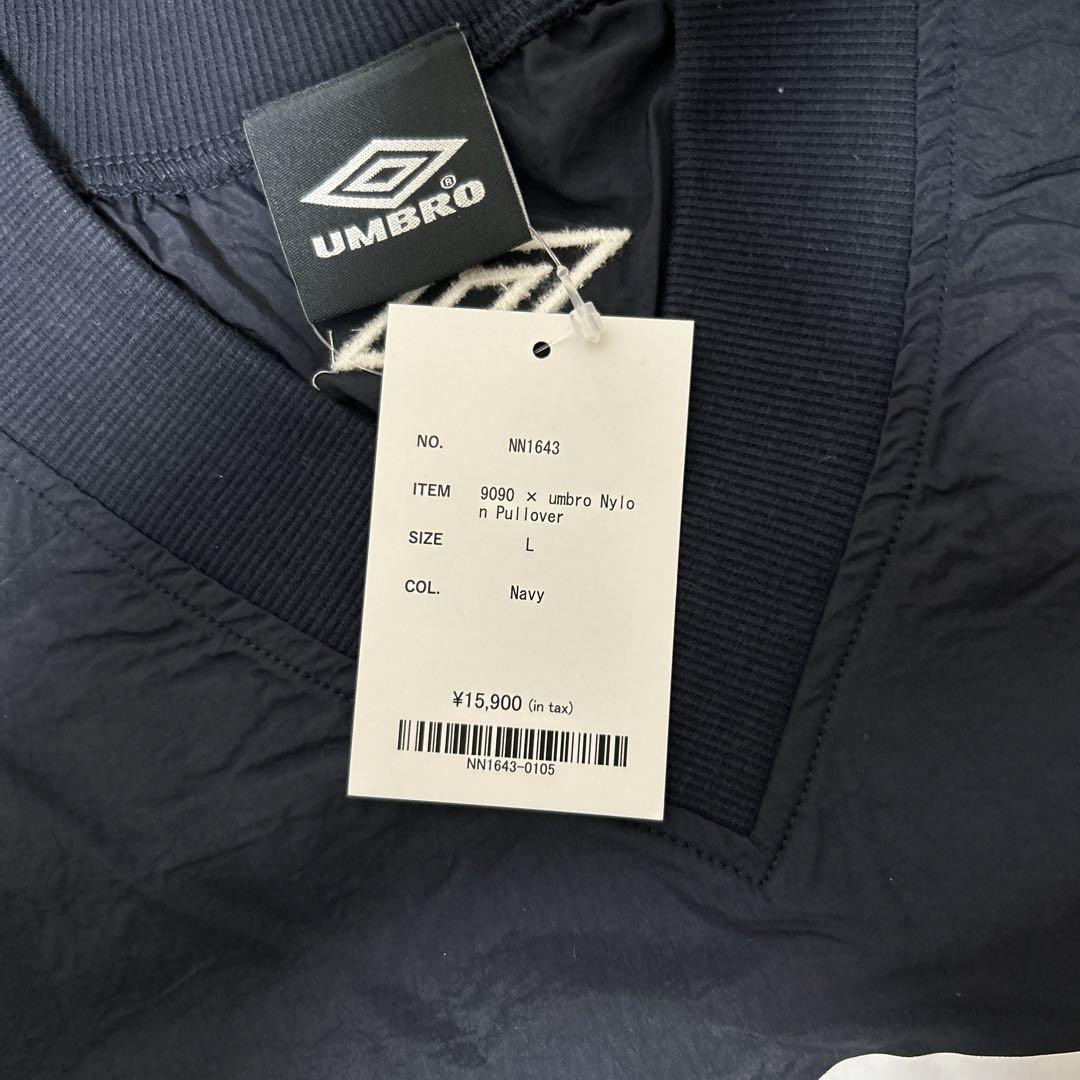 UMBRO®
NO. NN1643
ITEM 9090 × umbro Nylo
n Pullover
SIZE L
COL. Navy
¥15,900 (in tax)
NN1643-0105